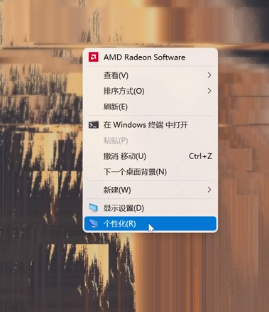 AMD Radeon Software
查看(V)
排序方式(O)
刷新(E)
在 Windows 终端 中打开
粘贴(P)
撤消 移动(U) Ctrl+Z
下一个桌面背景(N)
新建(W)
显示设置(D)
个性化(R)